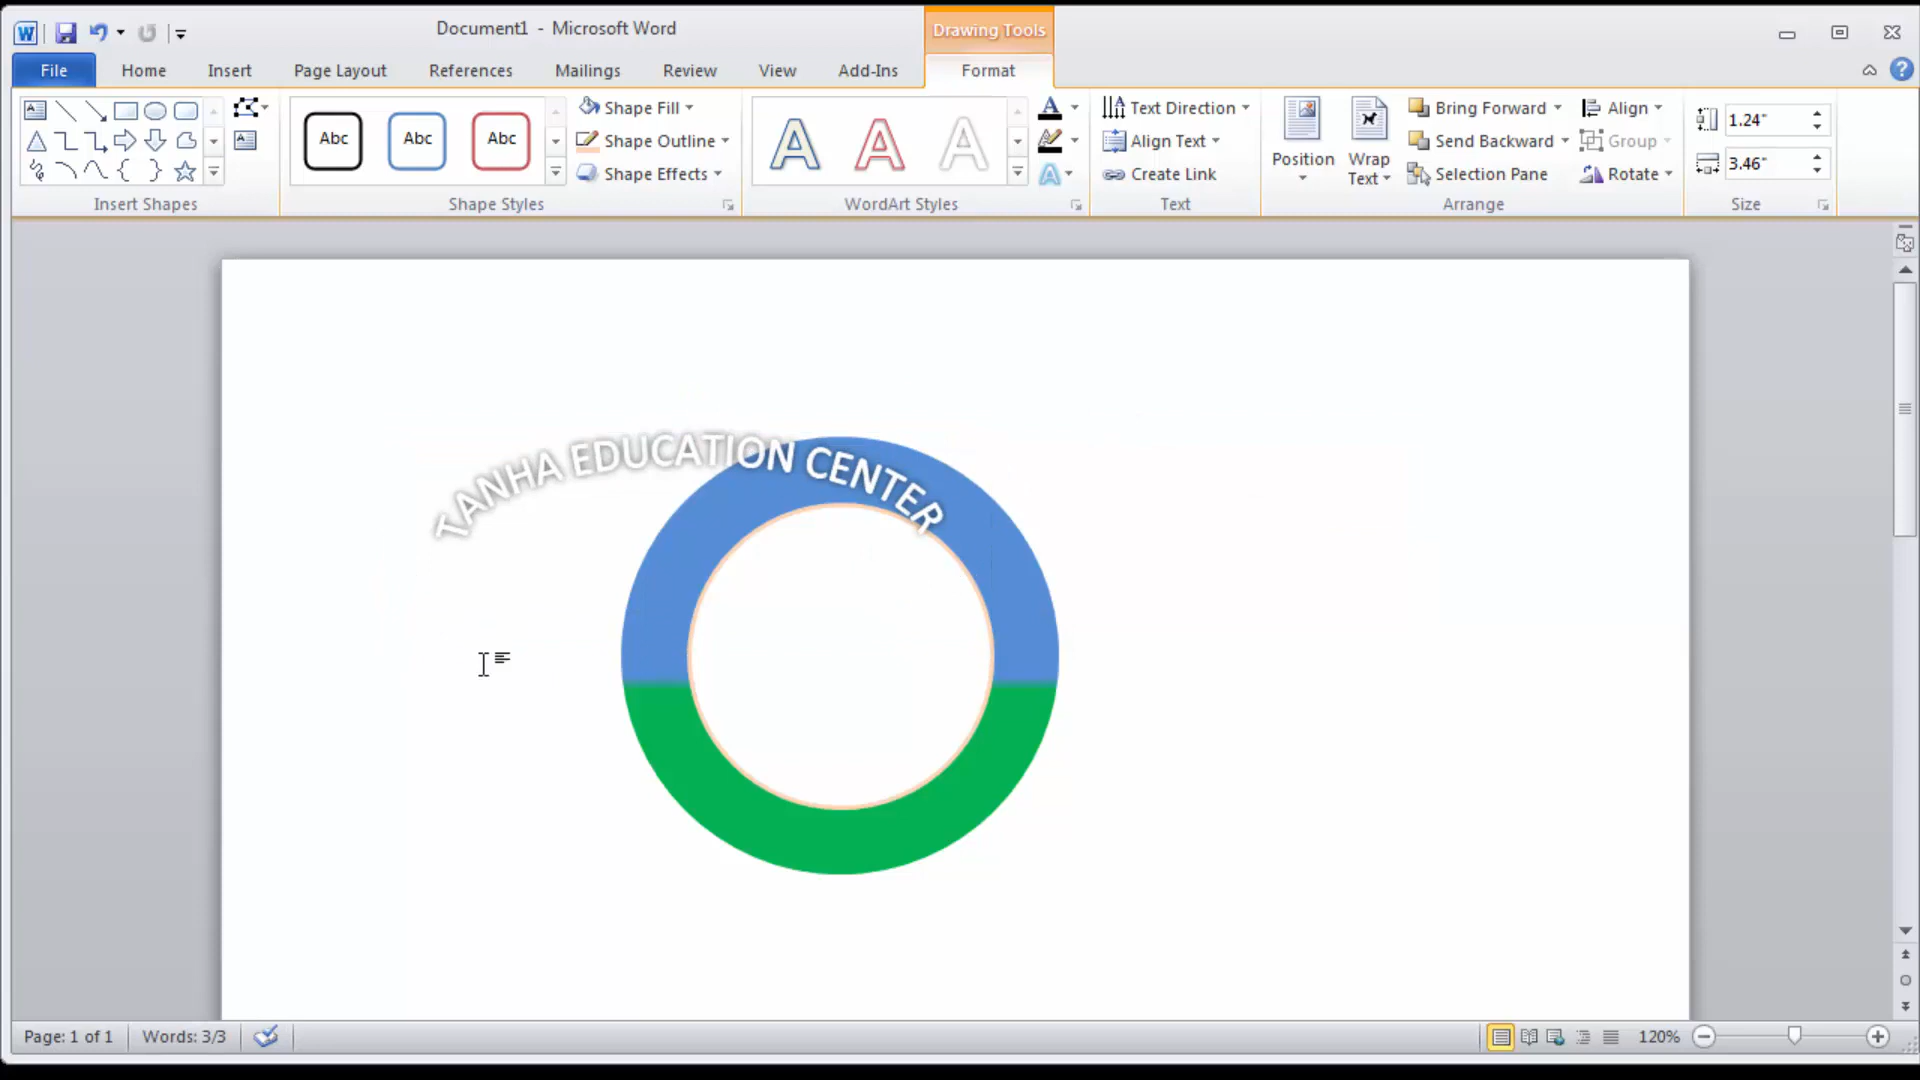 Document1 - Microsoft Word
Drawing Tools
File Home Insert Page Layout References Mailings Review View Add-Ins Format
Abc Abc Abc
Shape Fill
Shape Outline
Shape Effects
Text Direction
Align Text
Create Link
Position
Wrap Text
Bring Forward
Send Backward
Selection Pane
Align
Group
Rotate
1.24"
3.46"
Insert Shapes Shape Styles WordArt Styles Text Arrange Size
TANHA EDUCATION CENTER
Page: 1 of 1 Words: 3/3 120%